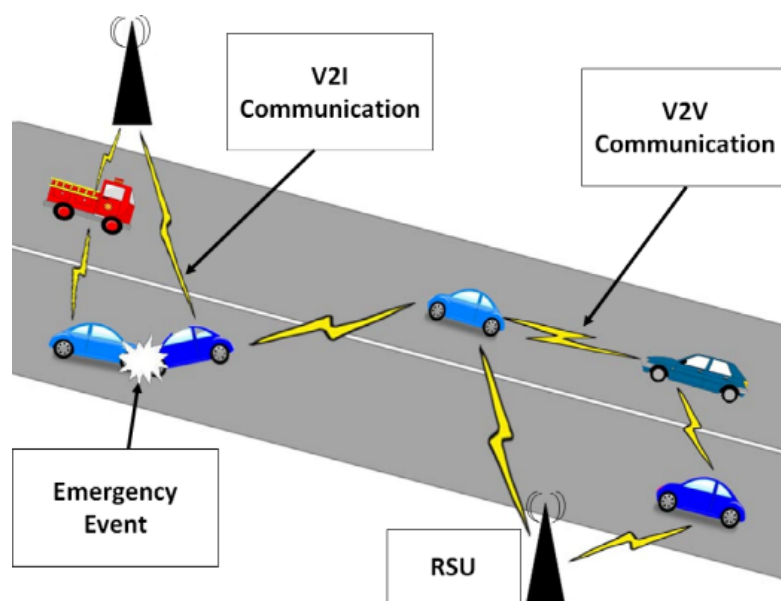 V2I
Communication
V2V
Communication
Emergency
Event
RSU